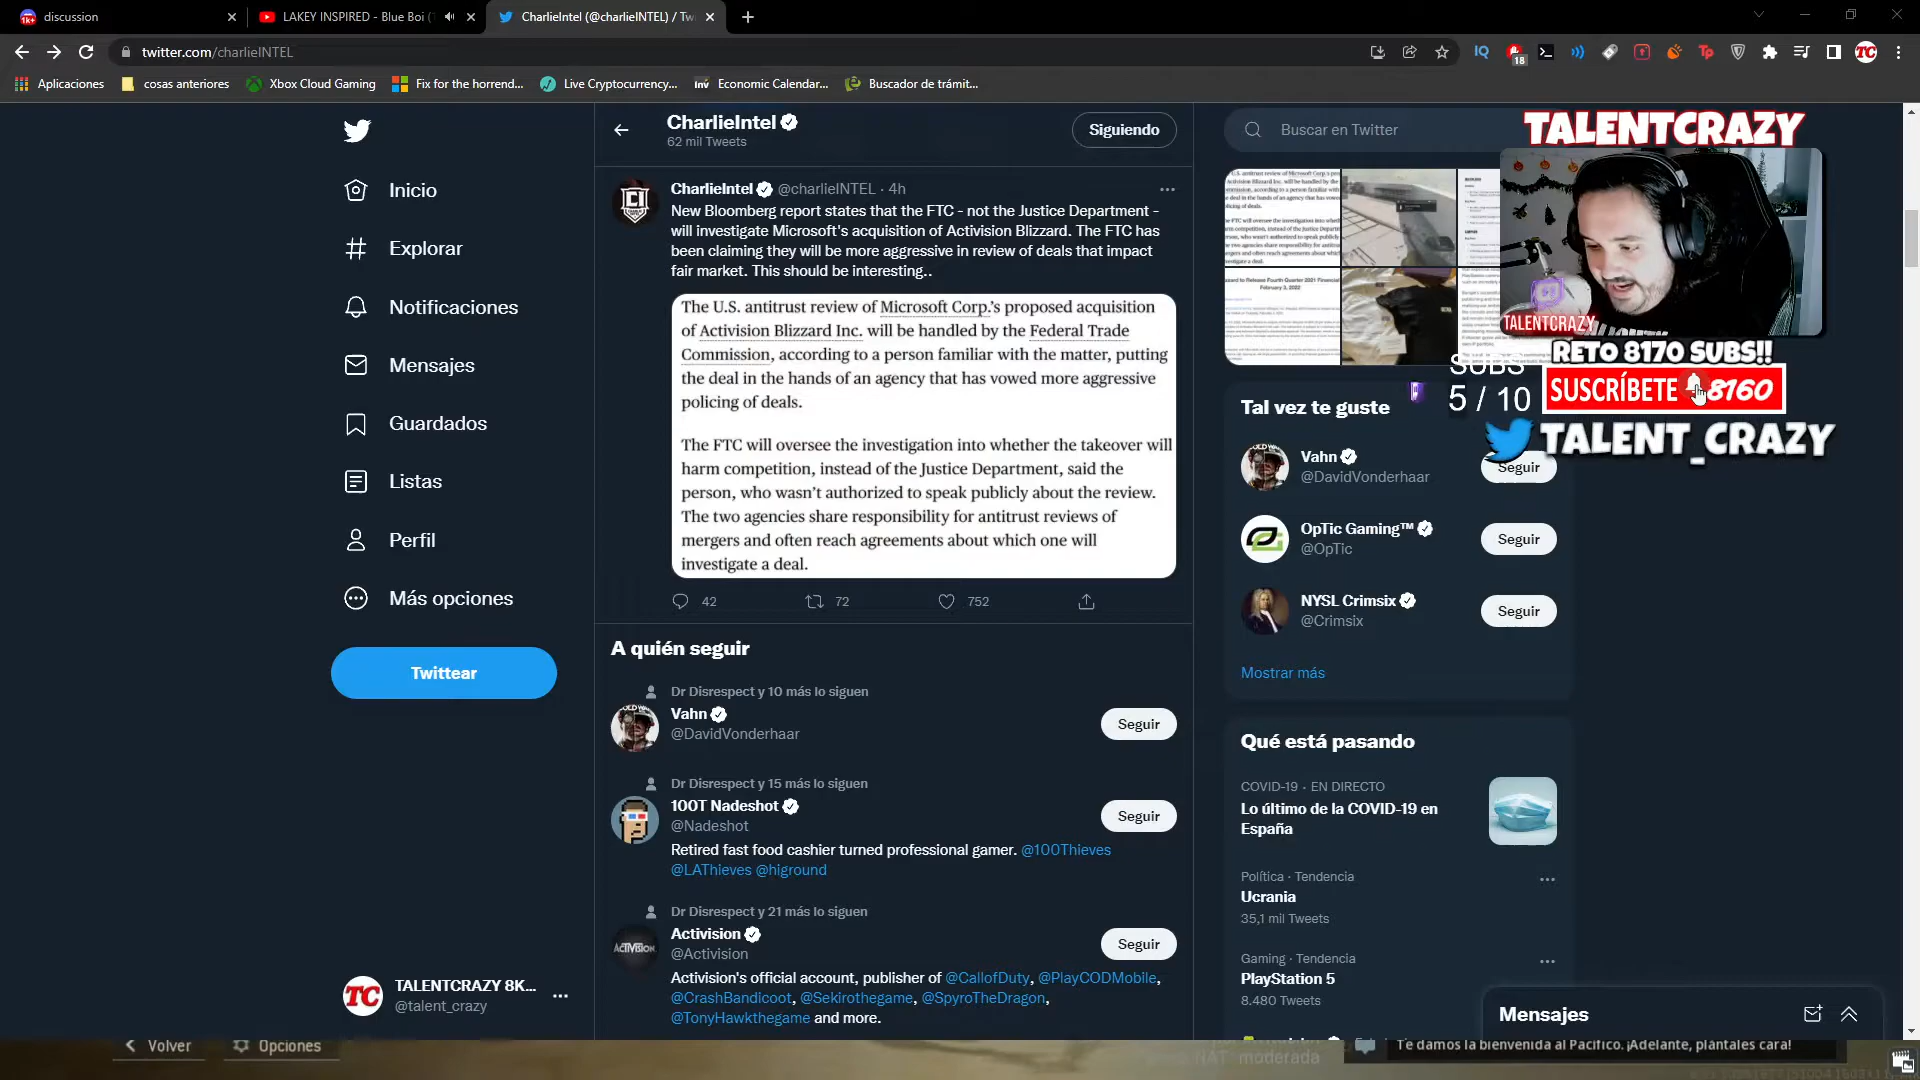 discussion
LAKEY INSPIRED - Blue Boi (
CharlieIntel (@charlieINTEL) / Tw
twitter.com/charlieINTEL
18
Aplicaciones
cosas anteriores
Xbox Cloud Gaming
Fix for the horrend...
Live Cryptocurrency...
Economic Calendar...
Buscador de trámit...
CharlieIntel
62 mil Tweets
Siguiendo
Buscar en Twitter
Inicio
Explorar
Notificaciones
Mensajes
Guardados
Listas
Perfil
Más opciones
Twittear
TALENTCRAZY 8K...
@talent_crazy
CharlieIntel @charlieINTEL · 4h
New Bloomberg report states that the FTC - not the Justice Department -
will investigate Microsoft's acquisition of Activision Blizzard. The FTC has
been claiming they will be more aggressive in review of deals that impact
fair market. This should be interesting..
The U.S. antitrust review of Microsoft Corp.'s proposed acquisition
of Activision Blizzard Inc. will be handled by the Federal Trade
Commission, according to a person familiar with the matter, putting
the deal in the hands of an agency that has vowed more aggressive
policing of deals.
The FTC will oversee the investigation into whether the takeover will
harm competition, instead of the Justice Department, said the
person, who wasn't authorized to speak publicly about the review.
The two agencies share responsibility for antitrust reviews of
mergers and often reach agreements about which one will
investigate a deal.
42
72
752
A quién seguir
Dr Disrespect y 10 más lo siguen
Vahn
@DavidVonderhaar
Seguir
Dr Disrespect y 15 más lo siguen
100T Nadeshot
@Nadeshot
Seguir
Retired fast food cashier turned professional gamer. @100Thieves
@LAThieves @higround
Dr Disrespect y 21 más lo siguen
Activision
@Activision
Seguir
Activision's official account, publisher of @CallofDuty, @PlayCODMobile,
@CrashBandicoot, @Sekirothegame, @SpyroTheDragon,
@TonyHawkthegame and more.
TALENTCRAZY
TALENTCRAZY
RETO 8170 SUBS!!
SUBS
5 / 10
SUSCRÍBETE 8160
TALENT_CRAZY
Tal vez te guste
Vahn
@DavidVonderhaar
Seguir
OpTic Gaming™
@OpTic
Seguir
NYSL Crimsix
@Crimsix
Seguir
Mostrar más
Qué está pasando
COVID-19 · EN DIRECTO
Lo último de la COVID-19 en
España
Política · Tendencia
Ucrania
35,1 mil Tweets
Gaming · Tendencia
PlayStation 5
8.480 Tweets
Mensajes
Volver
Opciones
NAT moderada
Te damos la bienvenida al Pacífico. ¡Adelante, plántales cara!